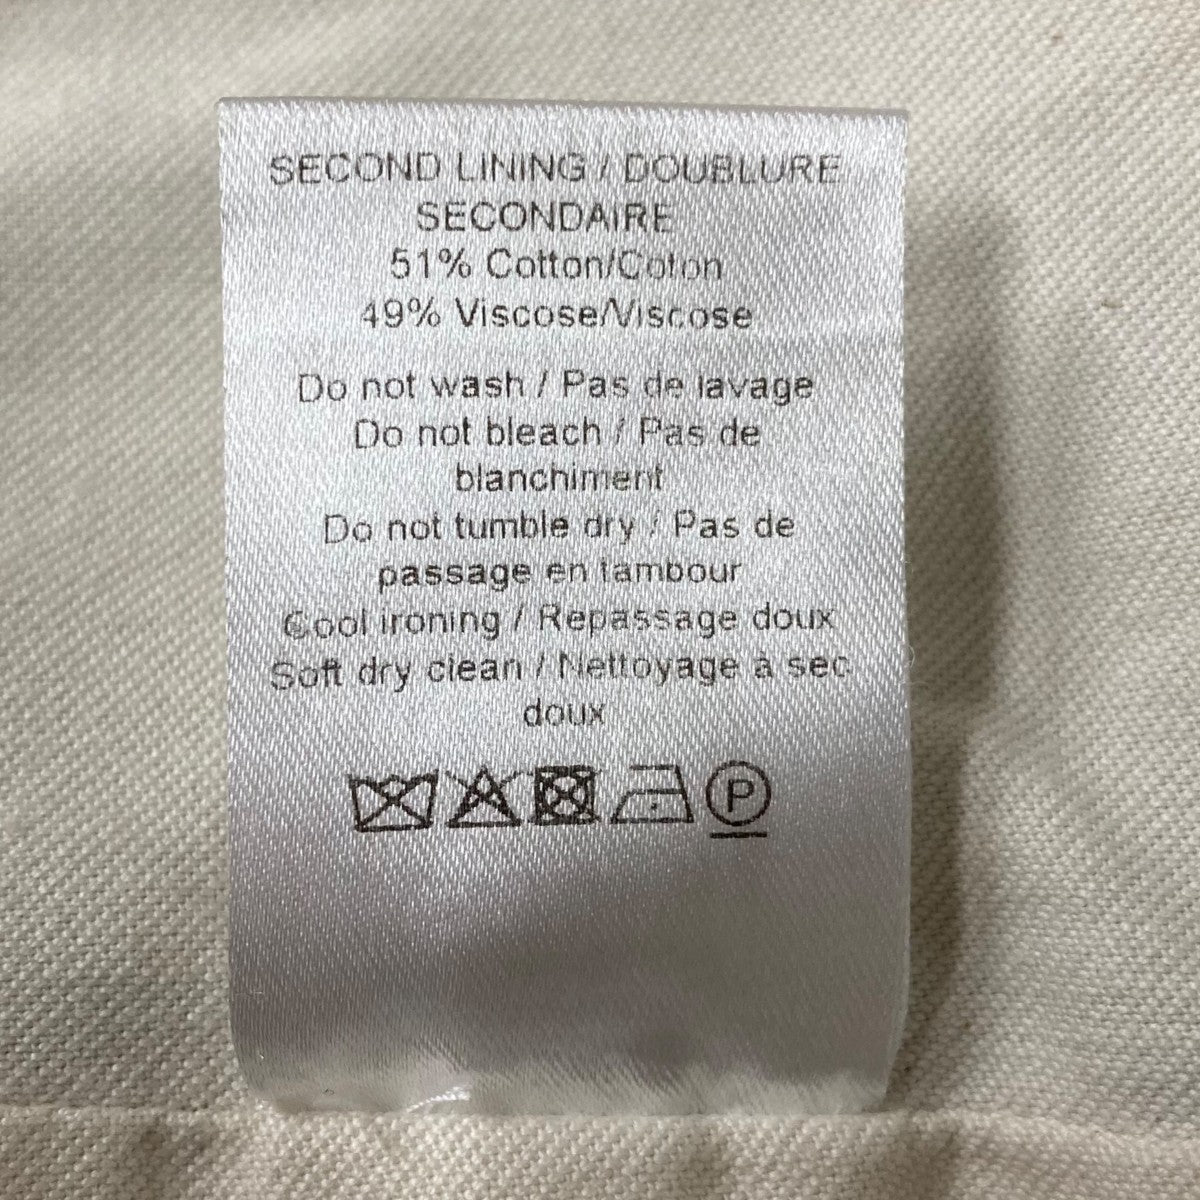 SECOND LINING / DOUBLURE
SECONDAIRE
51% Cotton/Coton
49% Viscose/Viscose
Do not wash / Pas de lavage
Do not bleach / Pas de
blanchiment
Do not tumble dry / Pas de
passage en tambour
Cool ironing / Repassage doux
Soft dry clean / Nettoyage à sec
doux
P